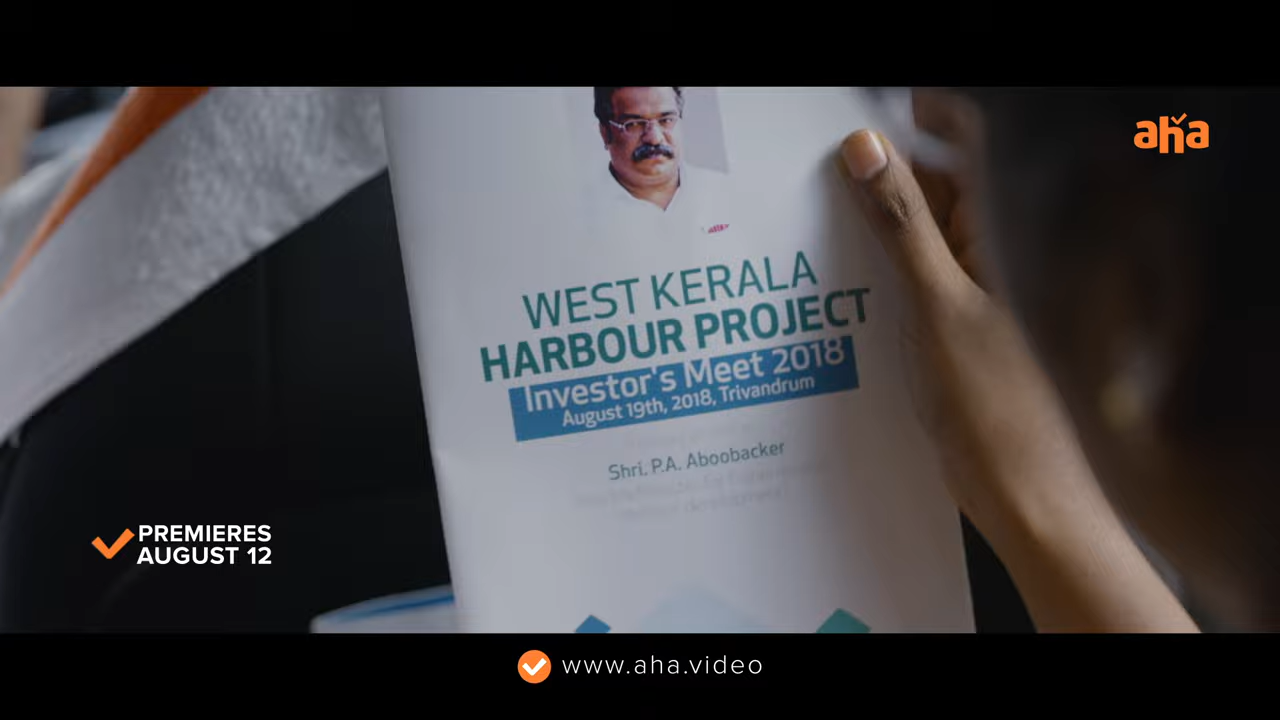 aha
WEST KERALA
HARBOUR PROJECT
Investor's Meet 2018
August 19th, 2018, Trivandrum
Shri. P.A. Aboobacker
PREMIERES
AUGUST 12
www.aha.video